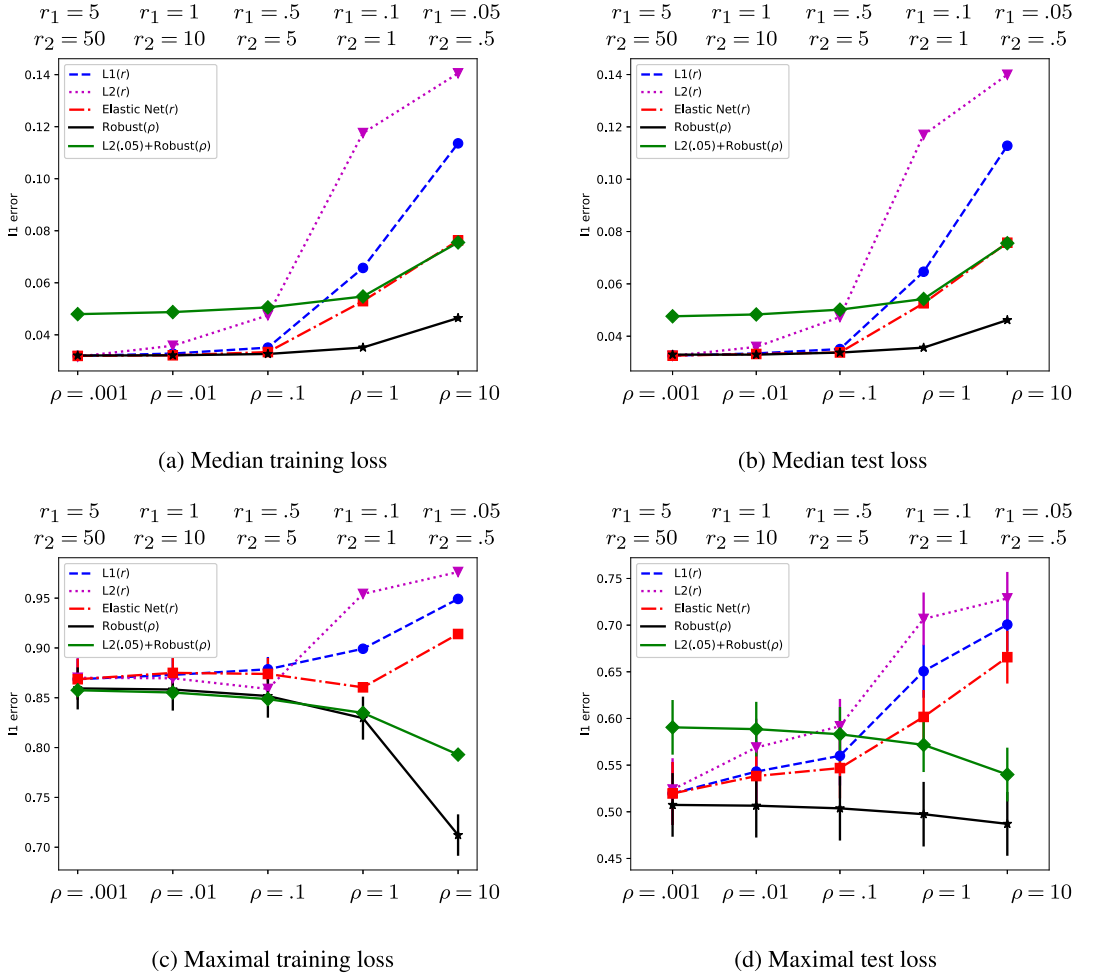 r1 = 5 r1 = 1 r1 = .5 r1 = .1 r1 = .05
r2 = 50 r2 = 10 r2 = 5 r2 = 1 r2 = .5
0.14
0.12
0.10
0.08
0.06
0.04
l1 error
L1(r)
L2(r)
Elastic Net(r)
Robust(ρ)
L2(.05)+Robust(ρ)
ρ = .001 ρ = .01 ρ = .1 ρ = 1 ρ = 10
(a) Median training loss
r1 = 5 r1 = 1 r1 = .5 r1 = .1 r1 = .05
r2 = 50 r2 = 10 r2 = 5 r2 = 1 r2 = .5
0.14
0.12
0.10
0.08
0.06
0.04
l1 error
L1(r)
L2(r)
Elastic Net(r)
Robust(ρ)
L2(.05)+Robust(ρ)
ρ = .001 ρ = .01 ρ = .1 ρ = 1 ρ = 10
(b) Median test loss
r1 = 5 r1 = 1 r1 = .5 r1 = .1 r1 = .05
r2 = 50 r2 = 10 r2 = 5 r2 = 1 r2 = .5
0.95
0.90
0.85
0.80
0.75
0.70
l1 error
L1(r)
L2(r)
Elastic Net(r)
Robust(ρ)
L2(.05)+Robust(ρ)
ρ = .001 ρ = .01 ρ = .1 ρ = 1 ρ = 10
(c) Maximal training loss
r1 = 5 r1 = 1 r1 = .5 r1 = .1 r1 = .05
r2 = 50 r2 = 10 r2 = 5 r2 = 1 r2 = .5
0.75
0.70
0.65
0.60
0.55
0.50
0.45
l1 error
L1(r)
L2(r)
Elastic Net(r)
Robust(ρ)
L2(.05)+Robust(ρ)
ρ = .001 ρ = .01 ρ = .1 ρ = 1 ρ = 10
(d) Maximal test loss